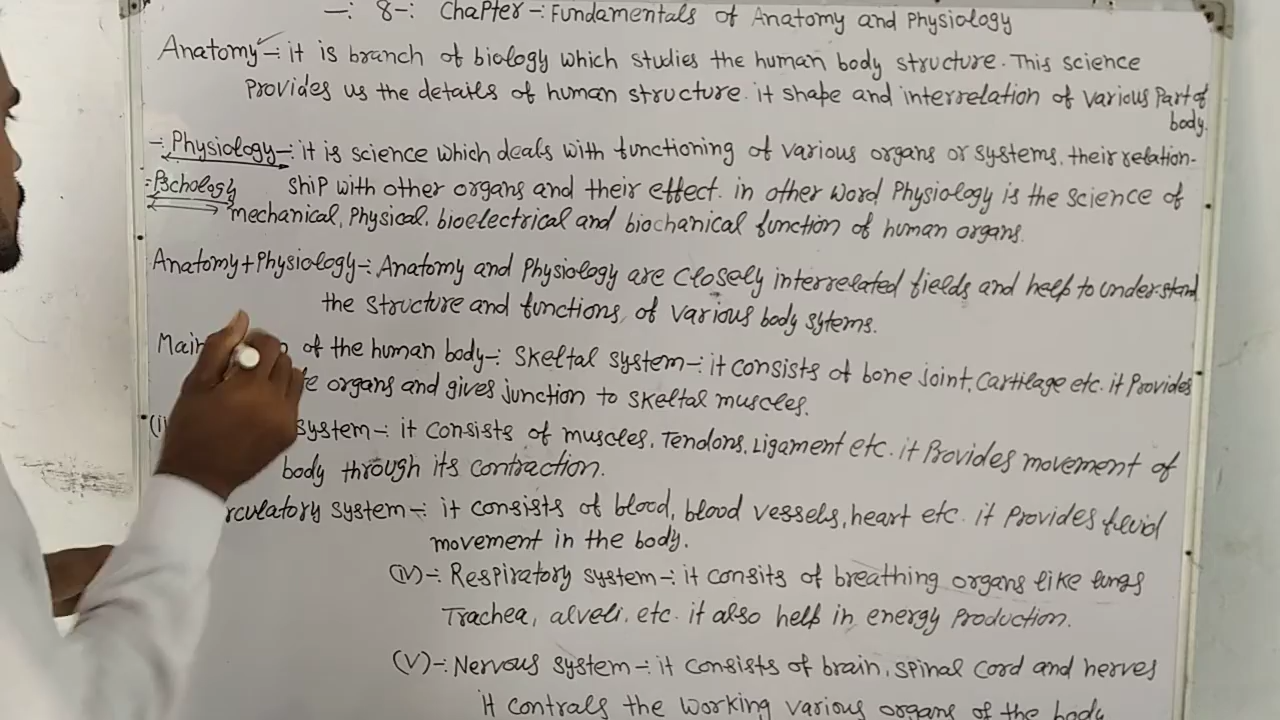 —: 8-: ChaPter-: Fundamentals of Anatomy and Physiology
Anatomy-: it is branch of biology which studies the human body structure. This science
Provides us the details of human structure. it shape and interrelation of various Part of
body.
-: Physiology-: it is science which deals with functioning of various organs or systems, their relation-
-: Pschology ship with other organs and their effect. in other word Physiology is the science of
mechanical, Physical, bioelectrical and biochanical function of human organs.
Anatomy+Physiology-: Anatomy and Physiology are closely interrelated fields and help to understand
the structure and functions of various body sytems.
Main of the human body-: Skeltal system-: it consists of bone joint, Cartilage etc. it Provides
organs and gives junction to skeltal muscles.
system-: it consists of muscles, Tendons, Ligament etc. it Provides movement of
body through its contraction.
rculatory system-: it consists of blood, blood vessels, heart etc. it Provides fluid
movement in the body.
(IV)-: Respiratory system-: it consits of breathing organs like lungs
Trachea, alveli, etc. it also help in energy Production.
(V)-: Nervous system-: it consists of brain, spinal cord and nerves
it contrals the working various organs of the body